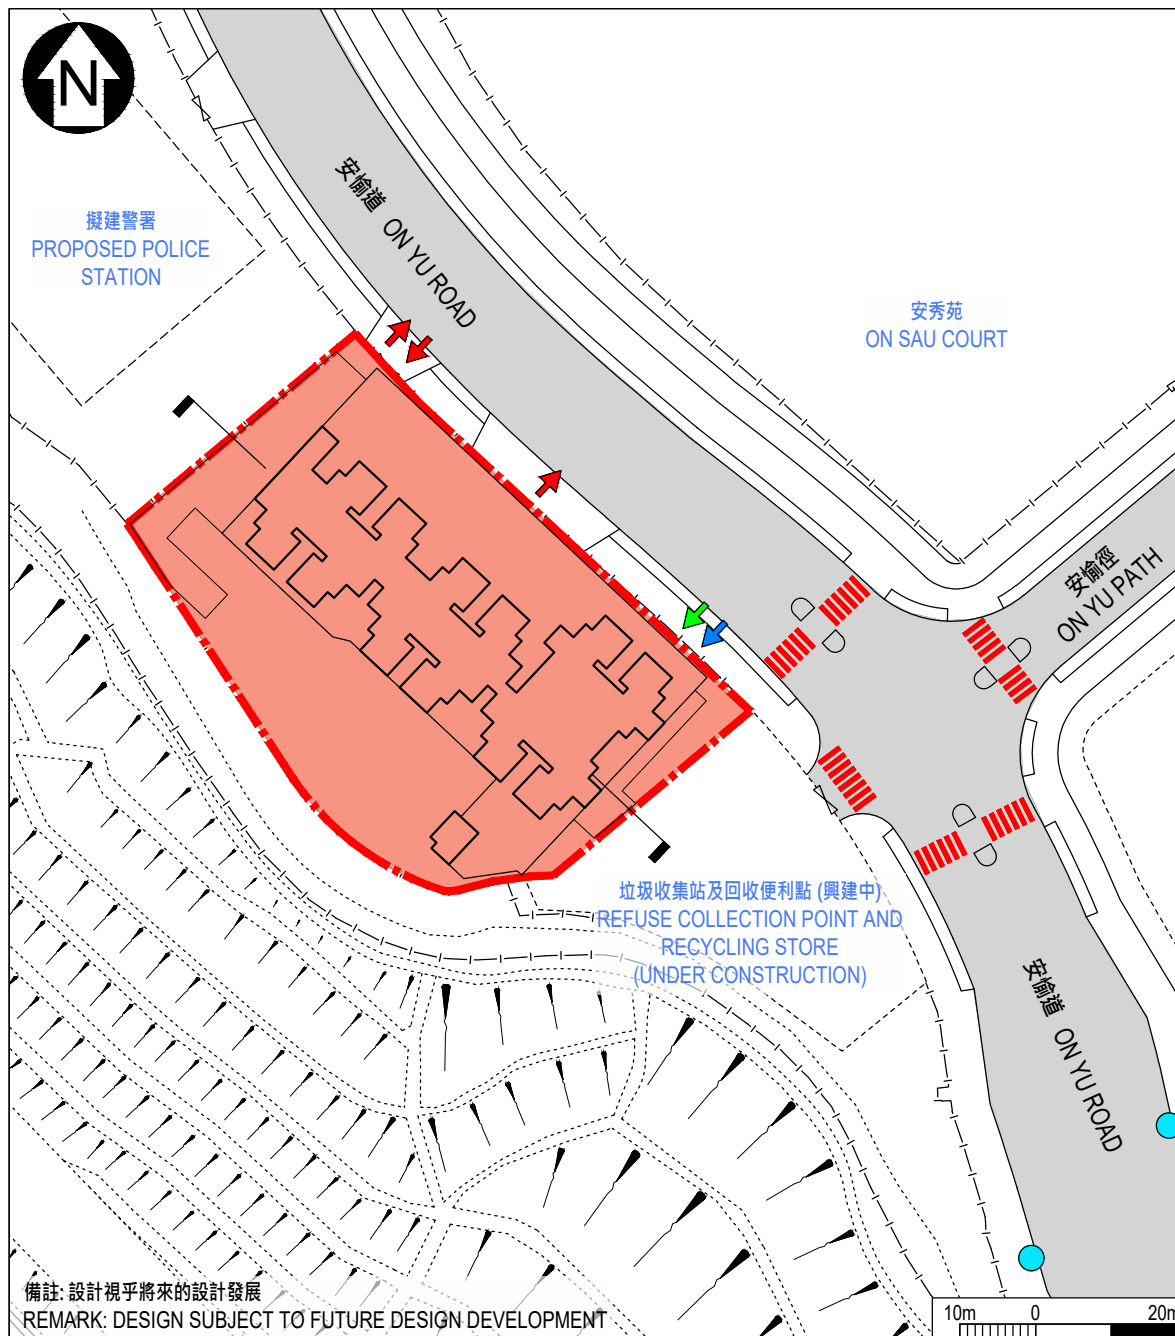 N
安愉道 ON YU ROAD
擬建警署
PROPOSED POLICE
STATION
安秀苑
ON SAU COURT
安愉徑
ON YU PATH
垃圾收集站及回收便利點 (興建中)
REFUSE COLLECTION POINT AND
RECYCLING STORE
(UNDER CONSTRUCTION)
安愉道 ON YU ROAD
備註: 設計視乎將來的設計發展
REMARK: DESIGN SUBJECT TO FUTURE DESIGN DEVELOPMENT
10m 0 20m